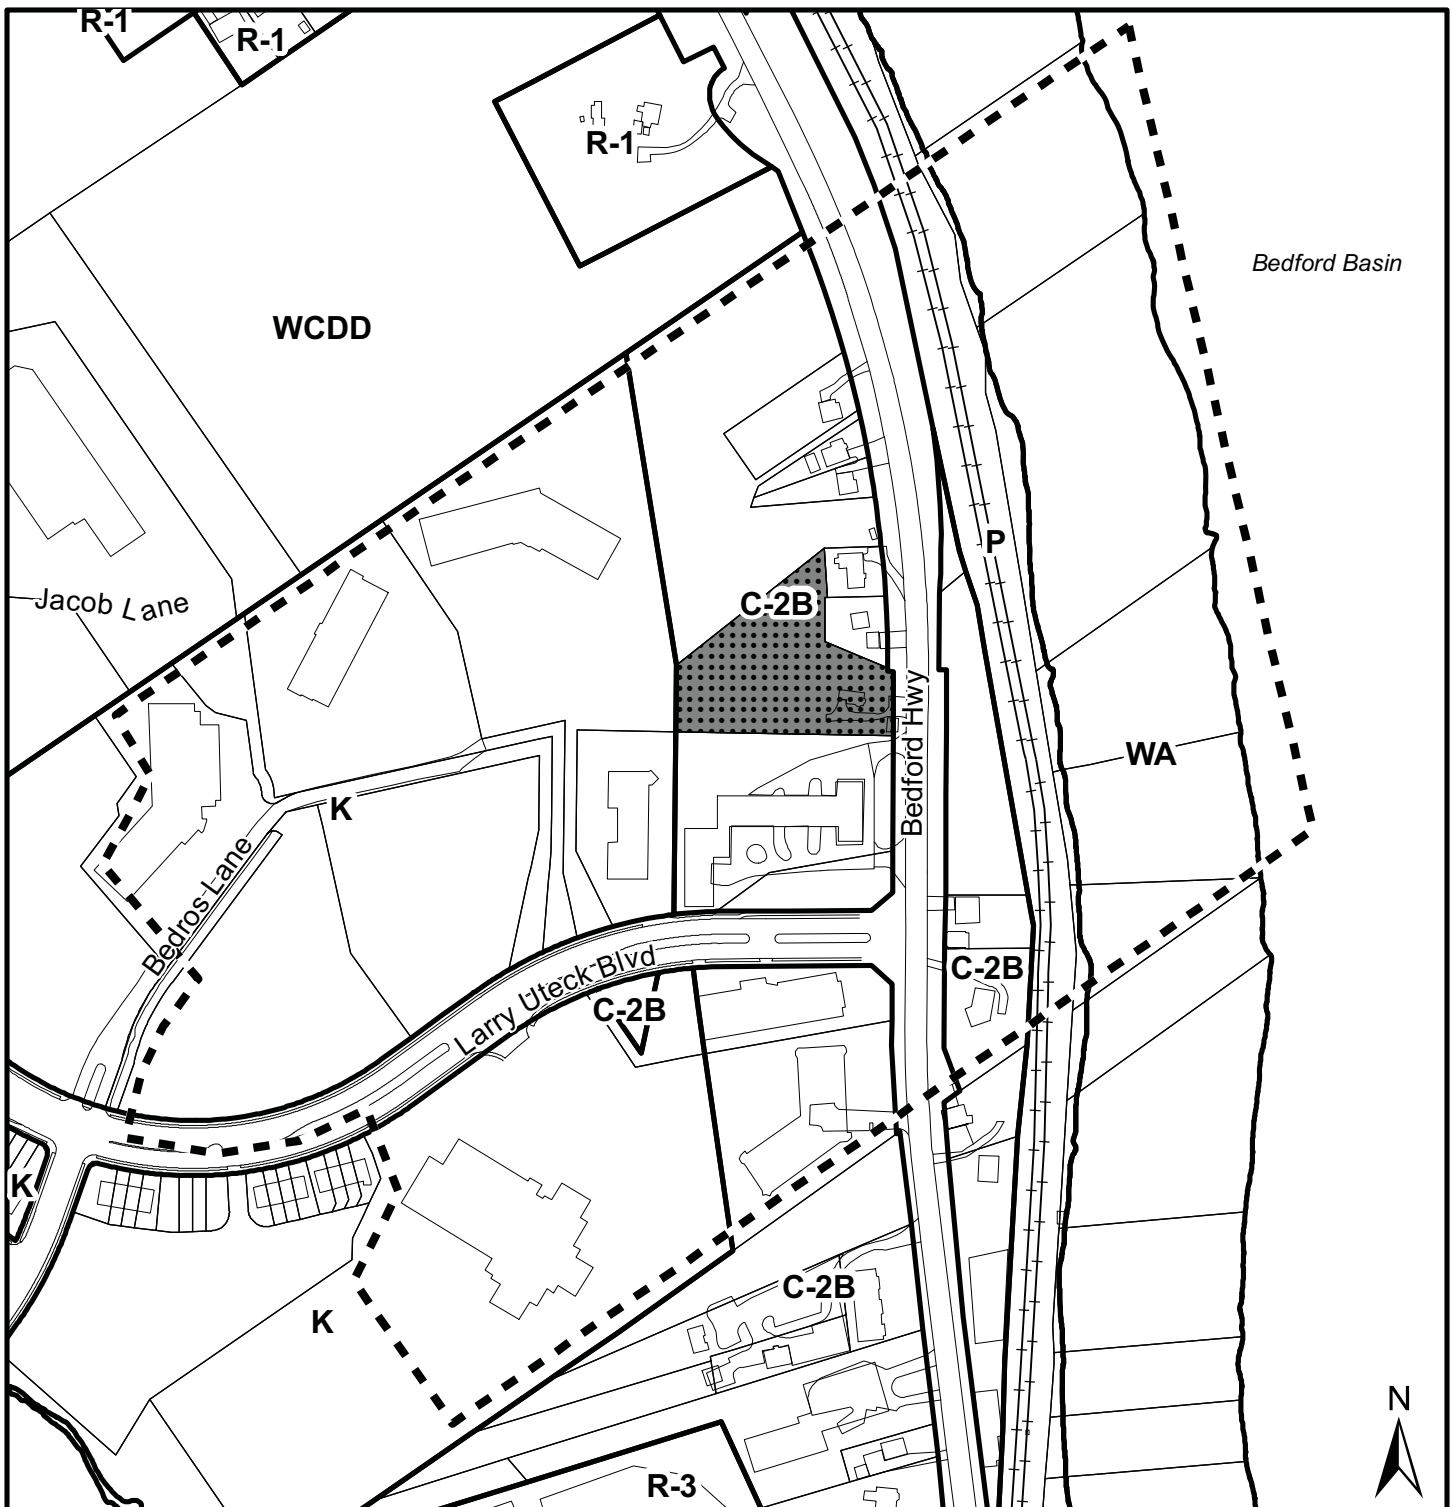 R-1
R-1
R-1
Bedford Basin
WCDD
P
C-2B
Jacob Lane
Bedford Hwy
WA
K
Bedros Lane
Larry Uteck Blvd
C-2B
C-2B
K
C-2B
K
N
R-3